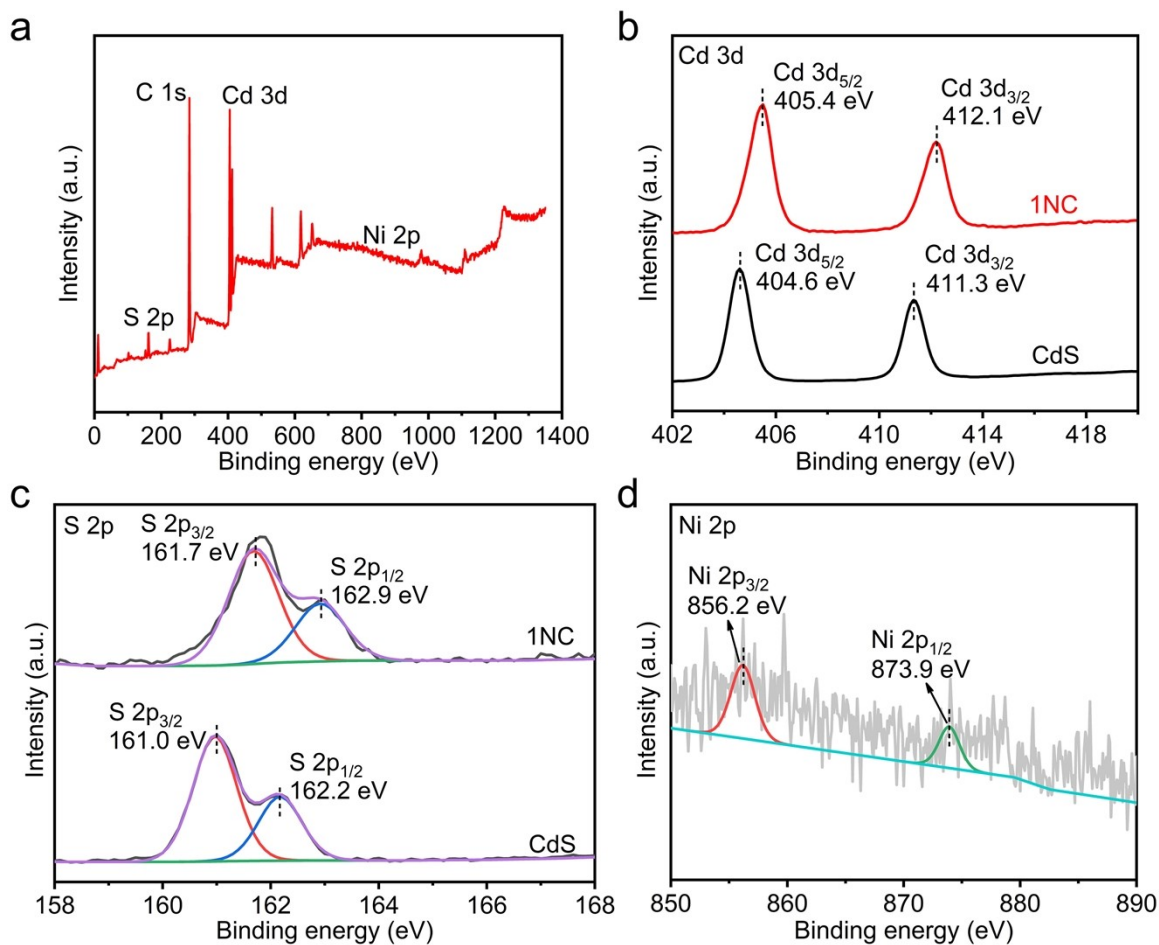 a
C 1s
Cd 3d
S 2p
Ni 2p
Intensity (a.u.)
0 200 400 600 800 1000 1200 1400
Binding energy (eV)
b
Cd 3d
Cd 3d5/2
405.4 eV
Cd 3d3/2
412.1 eV
1NC
Cd 3d5/2
404.6 eV
Cd 3d3/2
411.3 eV
CdS
Intensity (a.u.)
402 406 410 414 418
Binding energy (eV)
c
S 2p
S 2p3/2
161.7 eV
S 2p1/2
162.9 eV
1NC
S 2p3/2
161.0 eV
S 2p1/2
162.2 eV
CdS
Intensity (a.u.)
158 160 162 164 166 168
Binding energy (eV)
d
Ni 2p
Ni 2p3/2
856.2 eV
Ni 2p1/2
873.9 eV
Intensity (a.u.)
850 860 870 880 890
Binding energy (eV)